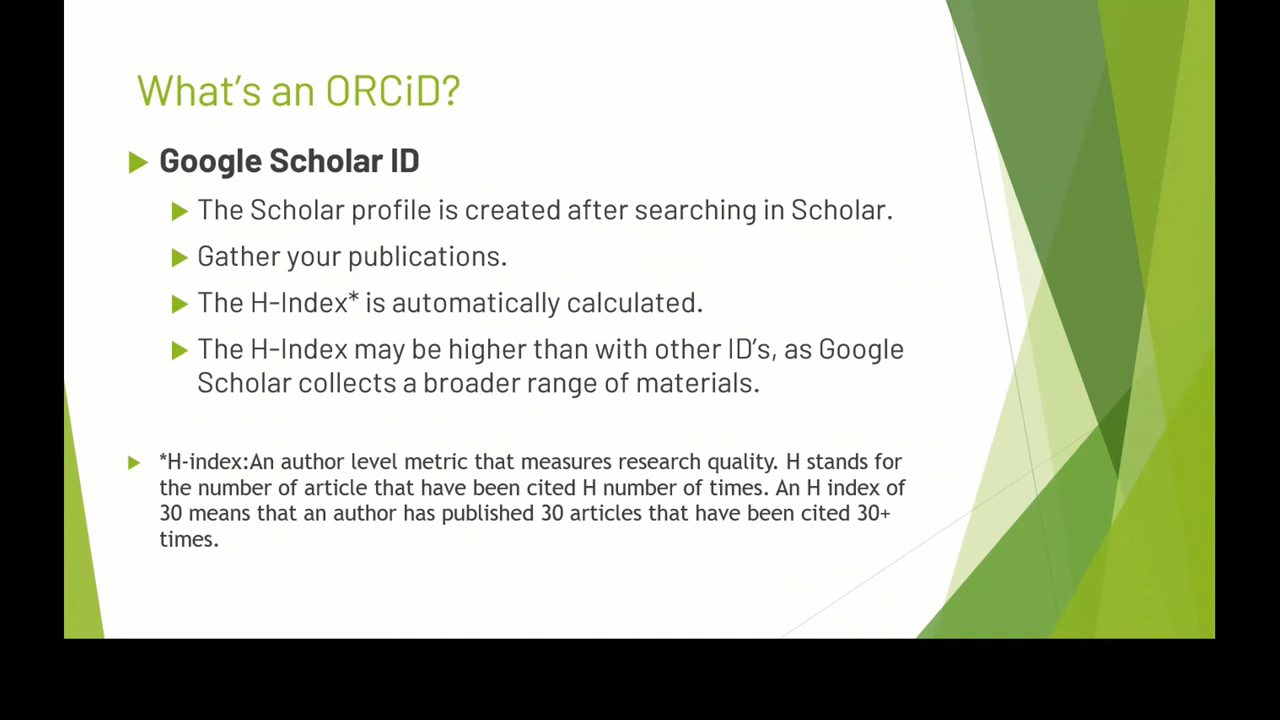 What's an ORCiD?
Google Scholar ID
The Scholar profile is created after searching in Scholar.
Gather your publications.
The H-Index* is automatically calculated.
The H-Index may be higher than with other ID's, as Google
Scholar collects a broader range of materials.
*H-index:An author level metric that measures research quality. H stands for
the number of article that have been cited H number of times. An H index of
30 means that an author has published 30 articles that have been cited 30+
times.